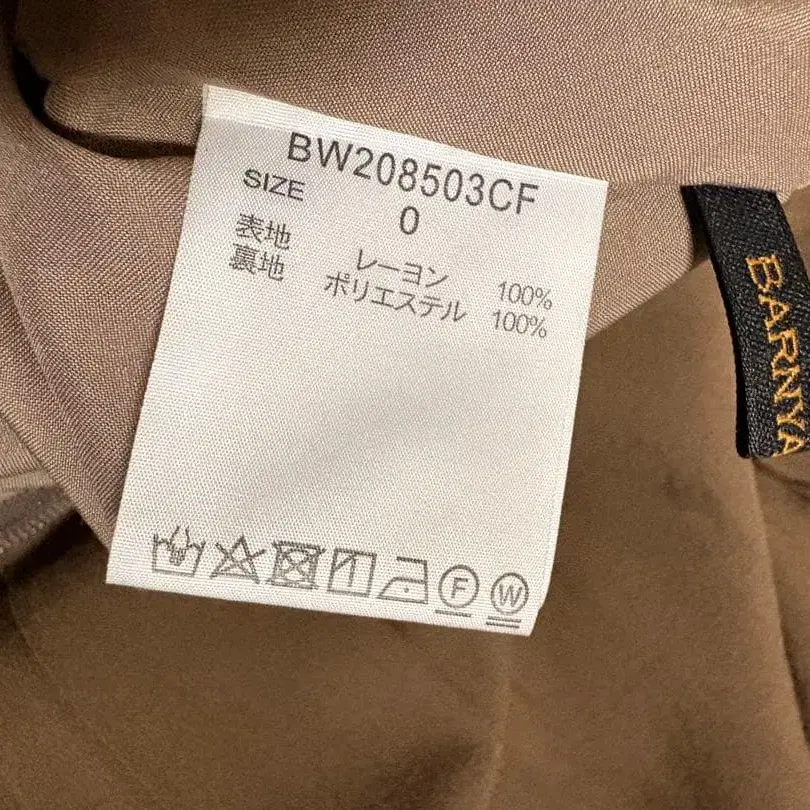 BW208503CF
SIZE
0
表地 レーヨン 100%
裏地 ポリエステル 100%
F W
BARNYA